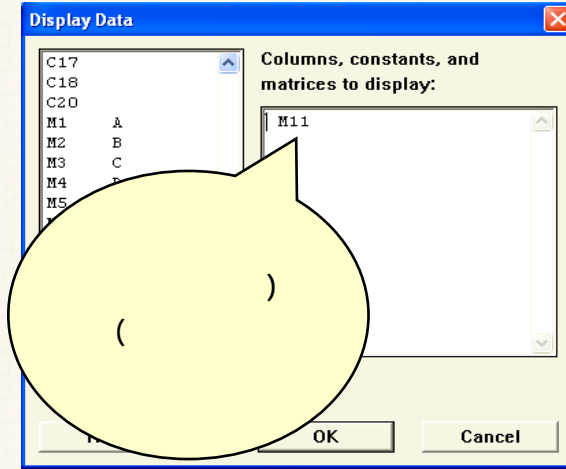 Display Data
C17
C18
C20
M1 A
M2 B
M3 C
M4
M5
Columns, constants, and
matrices to display:
M11
)
(
OK
Cancel